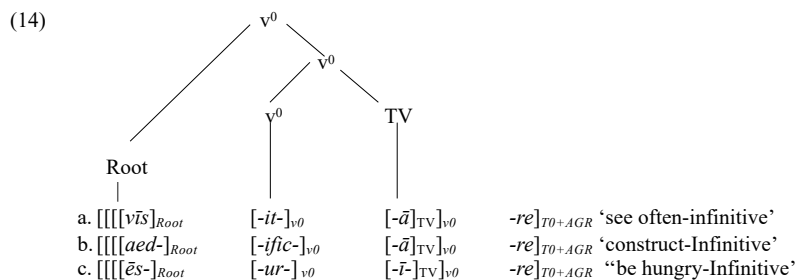 (14)
v⁰
v⁰
v⁰ TV
Root
a. [[[[vīs]Root [-it-]v0 [-ā]TV]v0 -re]T0+AGR ‘see often-infinitive’
b. [[[[aed-]Root [-ific-]v0 [-ā]TV]v0 -re]T0+AGR ‘construct-Infinitive’
c. [[[[ēs-]Root [-ur-] v0 [-ī-]TV]v0 -re]T0+AGR “be hungry-Infinitive’